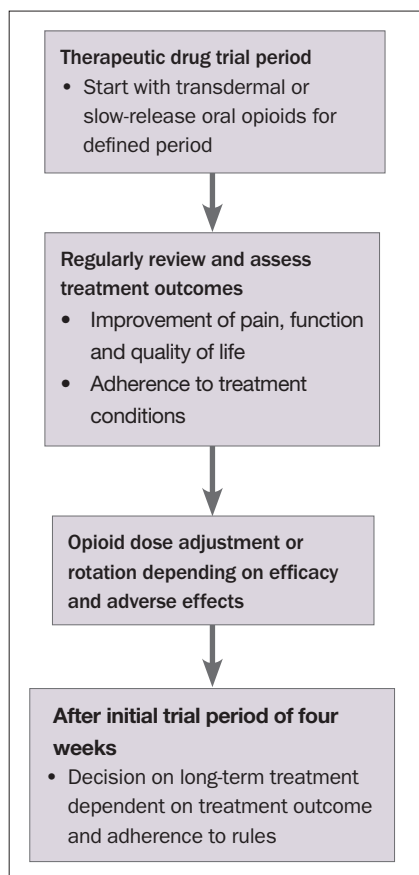 Therapeutic drug trial period
• Start with transdermal or
slow-release oral opioids for
defined period
Regularly review and assess
treatment outcomes
• Improvement of pain, function
and quality of life
• Adherence to treatment
conditions
Opioid dose adjustment or
rotation depending on efficacy
and adverse effects
After initial trial period of four
weeks
• Decision on long-term treatment
dependent on treatment outcome
and adherence to rules